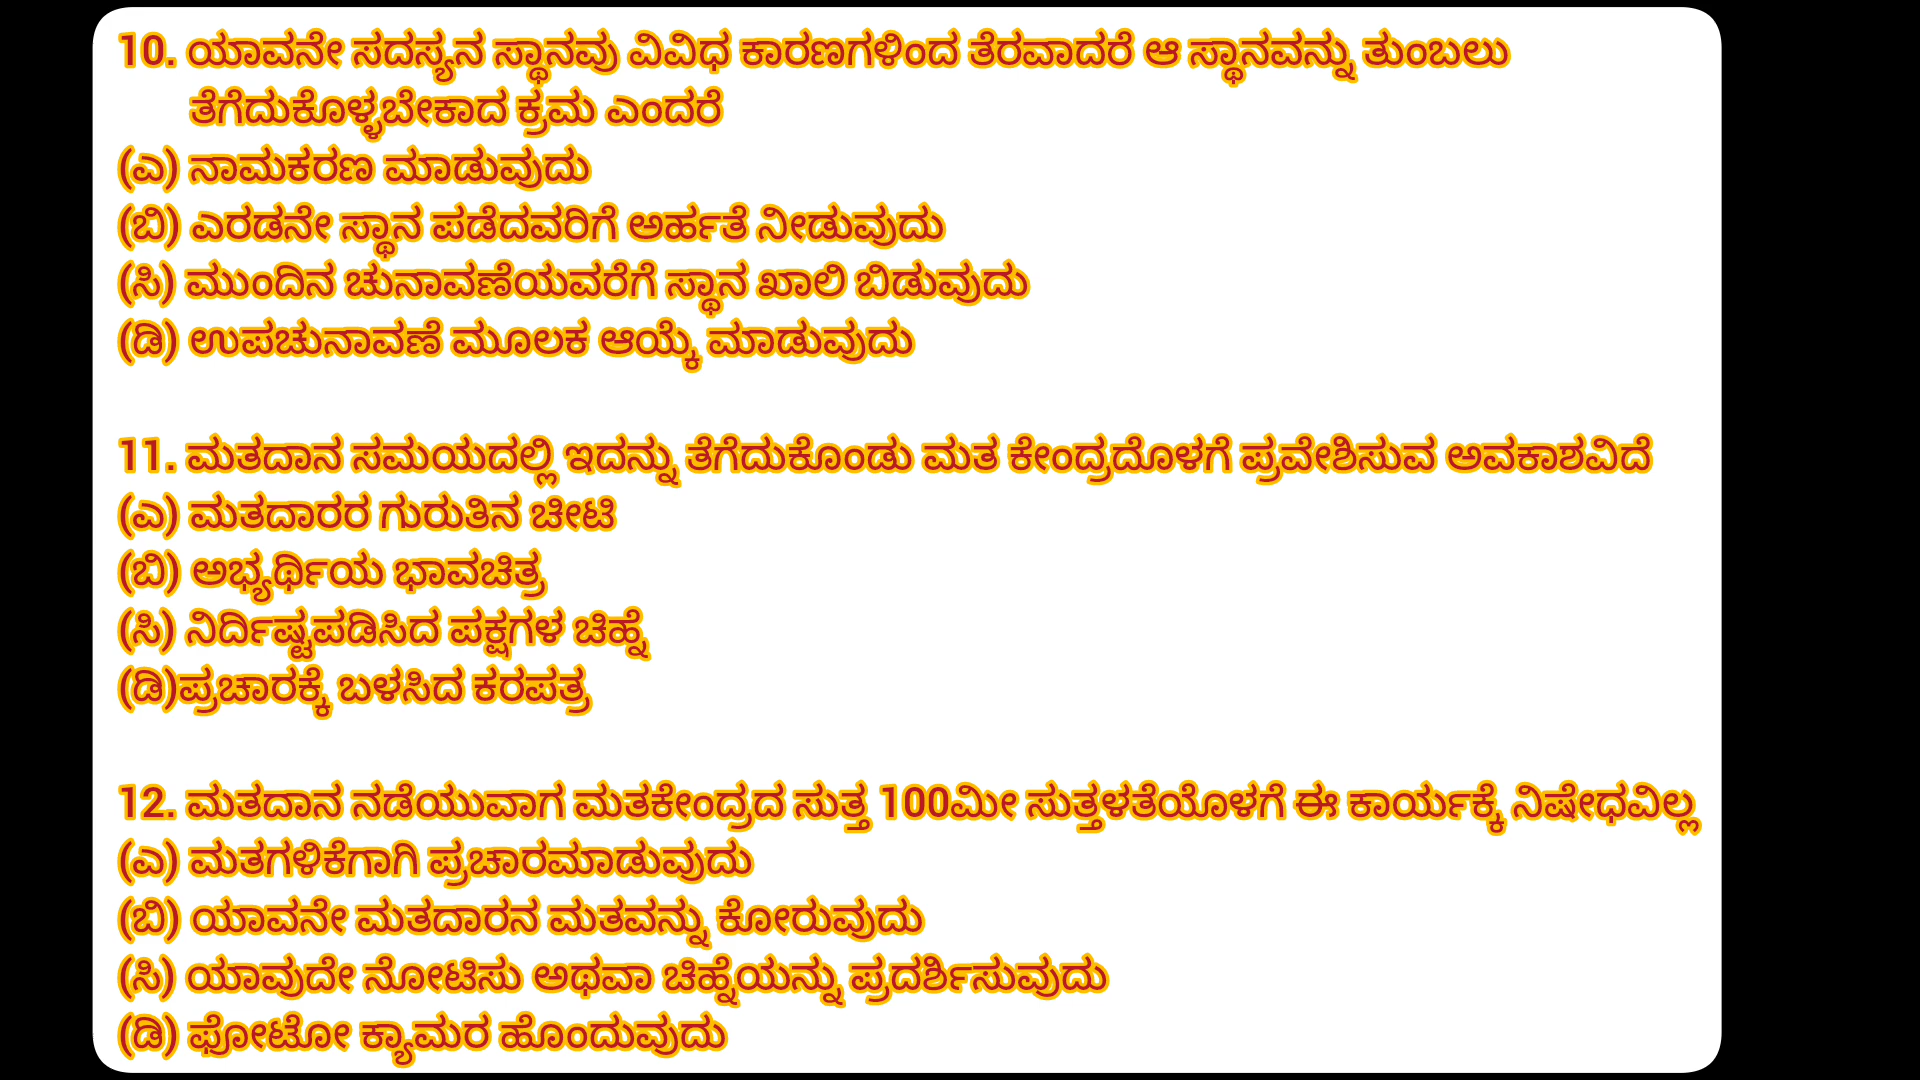 10. ಯಾವನೇ ಸದಸ್ಯನ ಸ್ಥಾನವು ವಿವಿಧ ಕಾರಣಗಳಿಂದ ತೆರವಾದರೆ ಆ ಸ್ಥಾನವನ್ನು ತುಂಬಲು
ತೆಗೆದುಕೊಳ್ಳಬೇಕಾದ ಕ್ರಮ ಎಂದರೆ
(ಎ) ನಾಮಕರಣ ಮಾಡುವುದು
(ಬಿ) ಎರಡನೇ ಸ್ಥಾನ ಪಡೆದವರಿಗೆ ಅರ್ಹತೆ ನೀಡುವುದು
(ಸಿ) ಮುಂದಿನ ಚುನಾವಣೆಯವರೆಗೆ ಸ್ಥಾನ ಖಾಲಿ ಬಿಡುವುದು
(ಡಿ) ಉಪಚುನಾವಣೆ ಮೂಲಕ ಆಯ್ಕೆ ಮಾಡುವುದು
11. ಮತದಾನ ಸಮಯದಲ್ಲಿ ಇದನ್ನು ತೆಗೆದುಕೊಂಡು ಮತ ಕೇಂದ್ರದೊಳಗೆ ಪ್ರವೇಶಿಸುವ ಅವಕಾಶವಿದೆ
(ಎ) ಮತದಾರರ ಗುರುತಿನ ಚೀಟಿ
(ಬಿ) ಅಭ್ಯರ್ಥಿಯ ಭಾವಚಿತ್ರ
(ಸಿ) ನಿರ್ದಿಷ್ಟಪಡಿಸಿದ ಪಕ್ಷಗಳ ಚಿಹ್ನೆ
(ಡಿ)ಪ್ರಚಾರಕ್ಕೆ ಬಳಸಿದ ಕರಪತ್ರ
12. ಮತದಾನ ನಡೆಯುವಾಗ ಮತಕೇಂದ್ರದ ಸುತ್ತ 100ಮೀ ಸುತ್ತಳತೆಯೊಳಗೆ ಈ ಕಾರ್ಯಕ್ಕೆ ನಿಷೇಧವಿಲ್ಲ
(ಎ) ಮತಗಳಿಕೆಗಾಗಿ ಪ್ರಚಾರಮಾಡುವುದು
(ಬಿ) ಯಾವನೇ ಮತದಾರನ ಮತವನ್ನು ಕೋರುವುದು
(ಸಿ) ಯಾವುದೇ ನೋಟಿಸು ಅಥವಾ ಚಿಹ್ನೆಯನ್ನು ಪ್ರದರ್ಶಿಸುವುದು
(ಡಿ) ಫೋಟೋ ಕ್ಯಾಮರ ಹೊಂದುವುದು